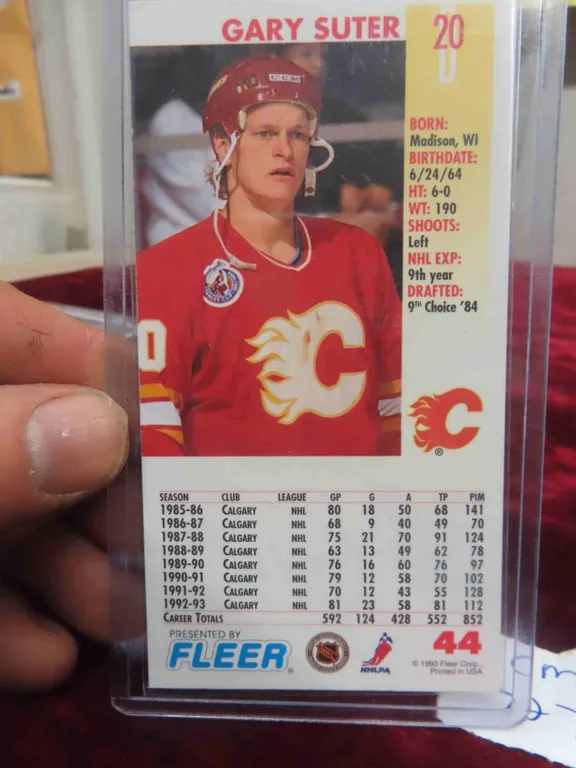 GARY SUTER
20
D
CCM
BORN:
Madison, WI
BIRTHDATE:
6/24/64
HT: 6-0
WT: 190
SHOOTS:
Left
NHL EXP:
9th year
DRAFTED:
9TH Choice '84
0
C
C
®
SEASON CLUB LEAGUE GP G A TP PIM
1985-86 CALGARY NHL 80 18 50 68 141
1986-87 CALGARY NHL 68 9 40 49 70
1987-88 CALGARY NHL 75 21 70 91 124
1988-89 CALGARY NHL 63 13 49 62 78
1989-90 CALGARY NHL 76 16 60 76 97
1990-91 CALGARY NHL 79 12 58 70 102
1991-92 CALGARY NHL 70 12 43 55 128
1992-93 CALGARY NHL 81 23 58 81 112
CAREER TOTALS 592 124 428 552 852
PRESENTED BY
FLEER®
NHL
NHLPA
44
© 1993 Fleer Corp.
Printed in USA